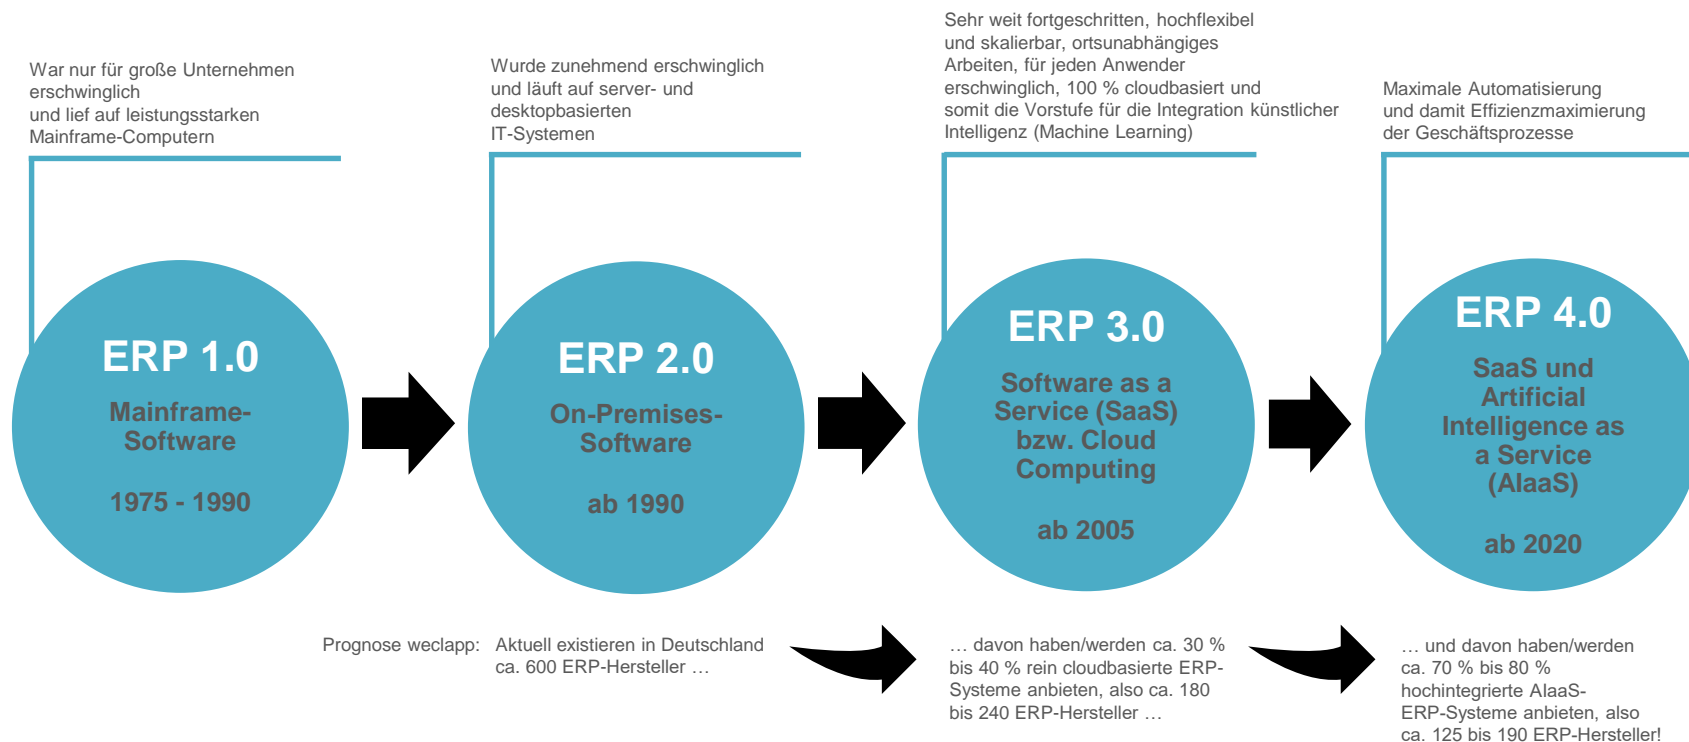 War nur für große Unternehmen
erschwinglich
und lief auf leistungsstarken
Mainframe-Computern
ERP 1.0
Mainframe-
Software
1975 - 1990
Wurde zunehmend erschwinglich
und läuft auf server- und
desktopbasierten
IT-Systemen
ERP 2.0
On-Premises-
Software
ab 1990
Sehr weit fortgeschritten, hochflexibel
und skalierbar, ortsunabhängiges
Arbeiten, für jeden Anwender
erschwinglich, 100 % cloudbasiert und
somit die Vorstufe für die Integration künstlicher
Intelligenz (Machine Learning)
ERP 3.0
Software as a
Service (SaaS)
bzw. Cloud
Computing
ab 2005
Maximale Automatisierung
und damit Effizienzmaximierung
der Geschäftsprozesse
ERP 4.0
SaaS und
Artificial
Intelligence as
a Service
(AIaaS)
ab 2020
Prognose weclapp:
Aktuell existieren in Deutschland
ca. 600 ERP-Hersteller …
… davon haben/werden ca. 30 %
bis 40 % rein cloudbasierte ERP-
Systeme anbieten, also ca. 180
bis 240 ERP-Hersteller …
… und davon haben/werden
ca. 70 % bis 80 %
hochintegrierte AIaaS-
ERP-Systeme anbieten, also
ca. 125 bis 190 ERP-Hersteller!